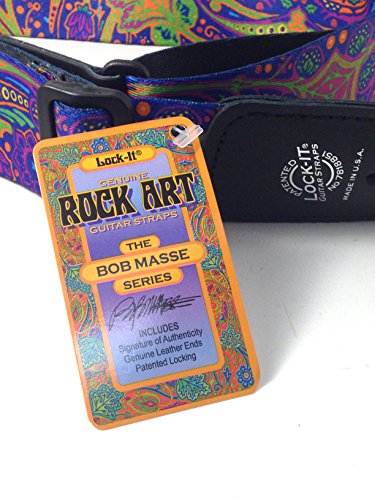 Lock-It®
GENUINE
ROCK ART
GUITAR STRAPS
THE
BOB MASSE
SERIES
INCLUDES
Signature of Authenticity
Genuine Leather Ends
Patented Locking
PATENTED
LOCK-IT®
GUITAR STRAPS
MADE IN U.S.A.